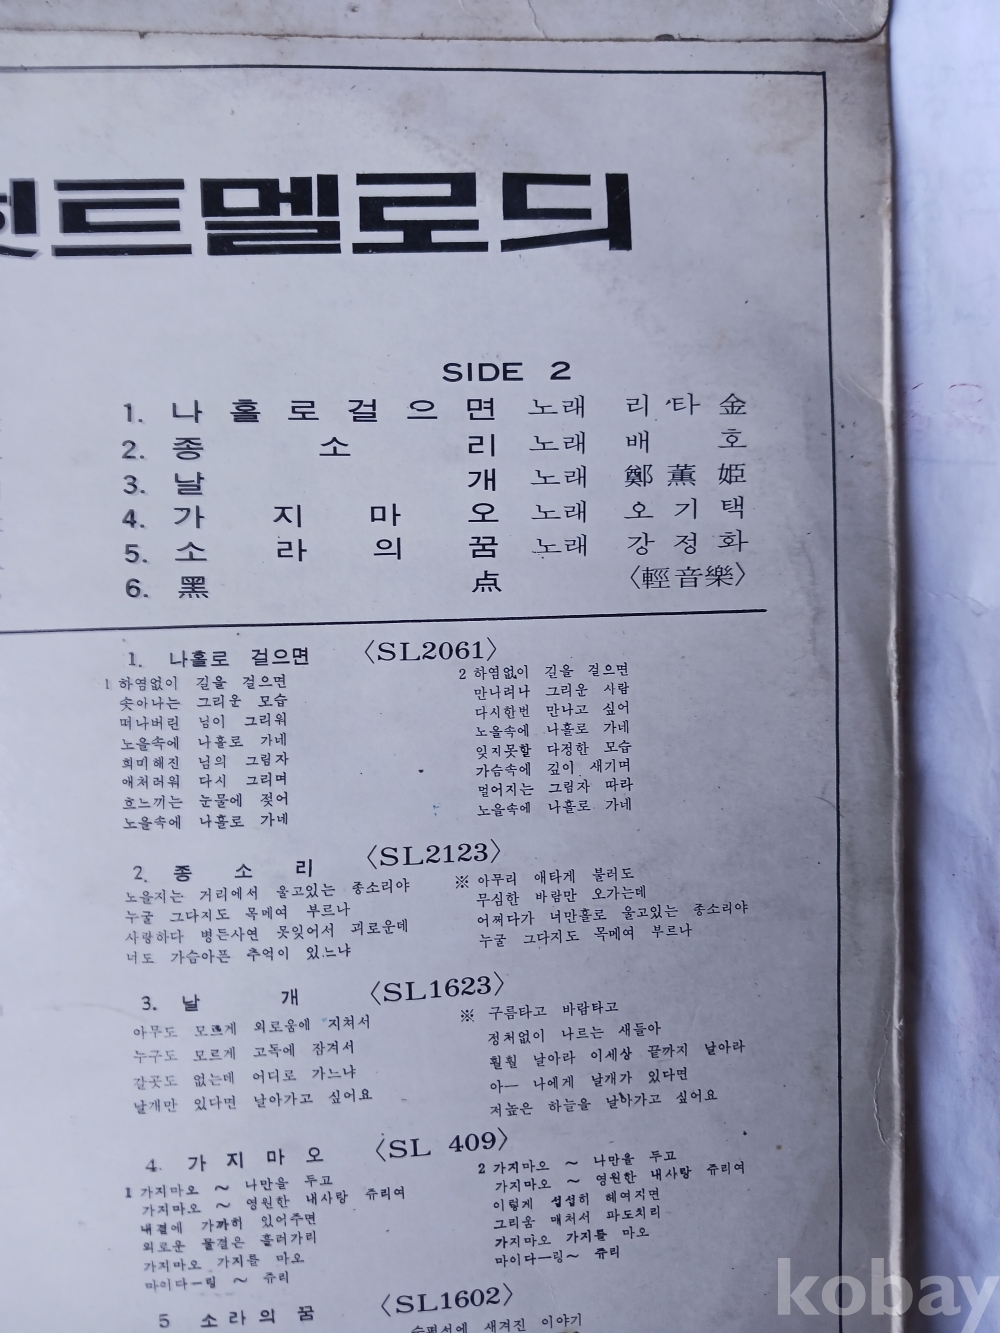 트멜로듸
SIDE 2
1. 나홀로걸으면 노래 리타金
2. 종소리 노래 배호
3. 날개 노래 鄭薰姬
4. 가지마오 노래 오기택
5. 소라의꿈 노래 강정화
6. 黑点 〈輕音樂〉
1. 나홀로 걸으면 〈SL2061〉
1 하염없이 길을 걸으면
솟아나는 그리운 모습
떠나버린 님이 그리워
노을속에 나홀로 가네
희미해진 님의 그림자
애처러워 다시 그리며
흐느끼는 눈물에 젖어
노을속에 나홀로 가네
2 하염없이 길을 걸으면
만나려나 그리운 사람
다시한번 만나고 싶어
노을속에 나홀로 가네
잊지못할 다정한 모습
가슴속에 깊이 새기며
멀어지는 그림자 따라
노을속에 나홀로 가네
2. 종소리 〈SL2123〉
노을지는 거리에서 울고있는 종소리야
누굴 그다지도 목메여 부르나
사랑하다 병든사연 못잊어서 괴로운데
너도 가슴아픈 추억이 있느냐
※ 아무리 애타게 불러도
무심한 바람만 오가는데
어쩌다가 너만홀로 울고있는 종소리야
누굴 그다지도 목메여 부르나
3. 날개 〈SL1623〉
아무도 모르게 외로움에 지쳐서
누구도 모르게 고독에 잠겨서
갈곳도 없는데 어디로 가느냐
날개만 있다면 날아가고 싶어요
※ 구름타고 바람타고
정처없이 나르는 새들아
훨훨 날아라 이세상 끝까지 날아라
아— 나에게 날개가 있다면
저높은 하늘을 날아가고 싶어요
4. 가지마오 〈SL 409〉
1 가지마오 ~ 나만을 두고
가지마오 ~ 영원한 내사랑 쥬리여
내곁에 가까히 있어주면
외로운 물결은 흘러가리
가지마오 가지를 마오
마이다—링 ~ 쥬리
2 가지마오 ~ 나만을 두고
가지마오 ~ 영원한 내사랑 쥬리여
이렇게 섭섭히 헤여지면
그리움 매처서 파도치리
가지마오 가지를 마오
마이다—링 ~ 쥬리
5 소라의꿈 〈SL1602〉
새겨진 이야기
kobay